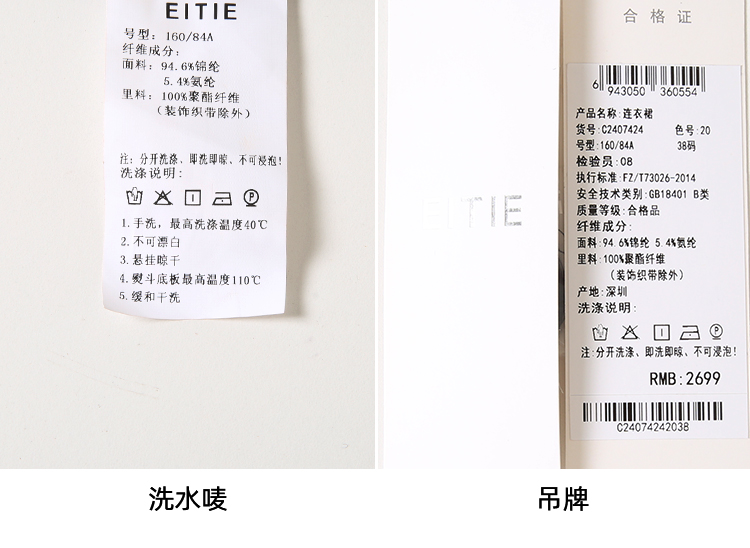 EITIE
号型: 160/84A
纤维成分:
面料: 94.6%锦纶
5.4%氨纶
里料: 100%聚酯纤维
(装饰织带除外)
注: 分开洗涤、即洗即晾、不可浸泡!
洗涤说明:
1.手洗，最高洗涤温度40℃
2.不可漂白
3.悬挂晾干
4.熨斗底板最高温度110℃
5.缓和干洗
洗水唛
EITIE
合格证
6 943050 360554
产品名称:连衣裙
货号:C2407424 色号:20
号型:160/84A 38码
检验员:08
执行标准:FZ/T73026-2014
安全技术类别:GB18401 B类
质量等级:合格品
纤维成分:
面料:94.6%锦纶 5.4%氨纶
里料:100%聚酯纤维
(装饰织带除外)
产地:深圳
洗涤说明:
注:分开洗涤、即洗即晾、不可浸泡!
RMB:2699
C24074242038
吊牌